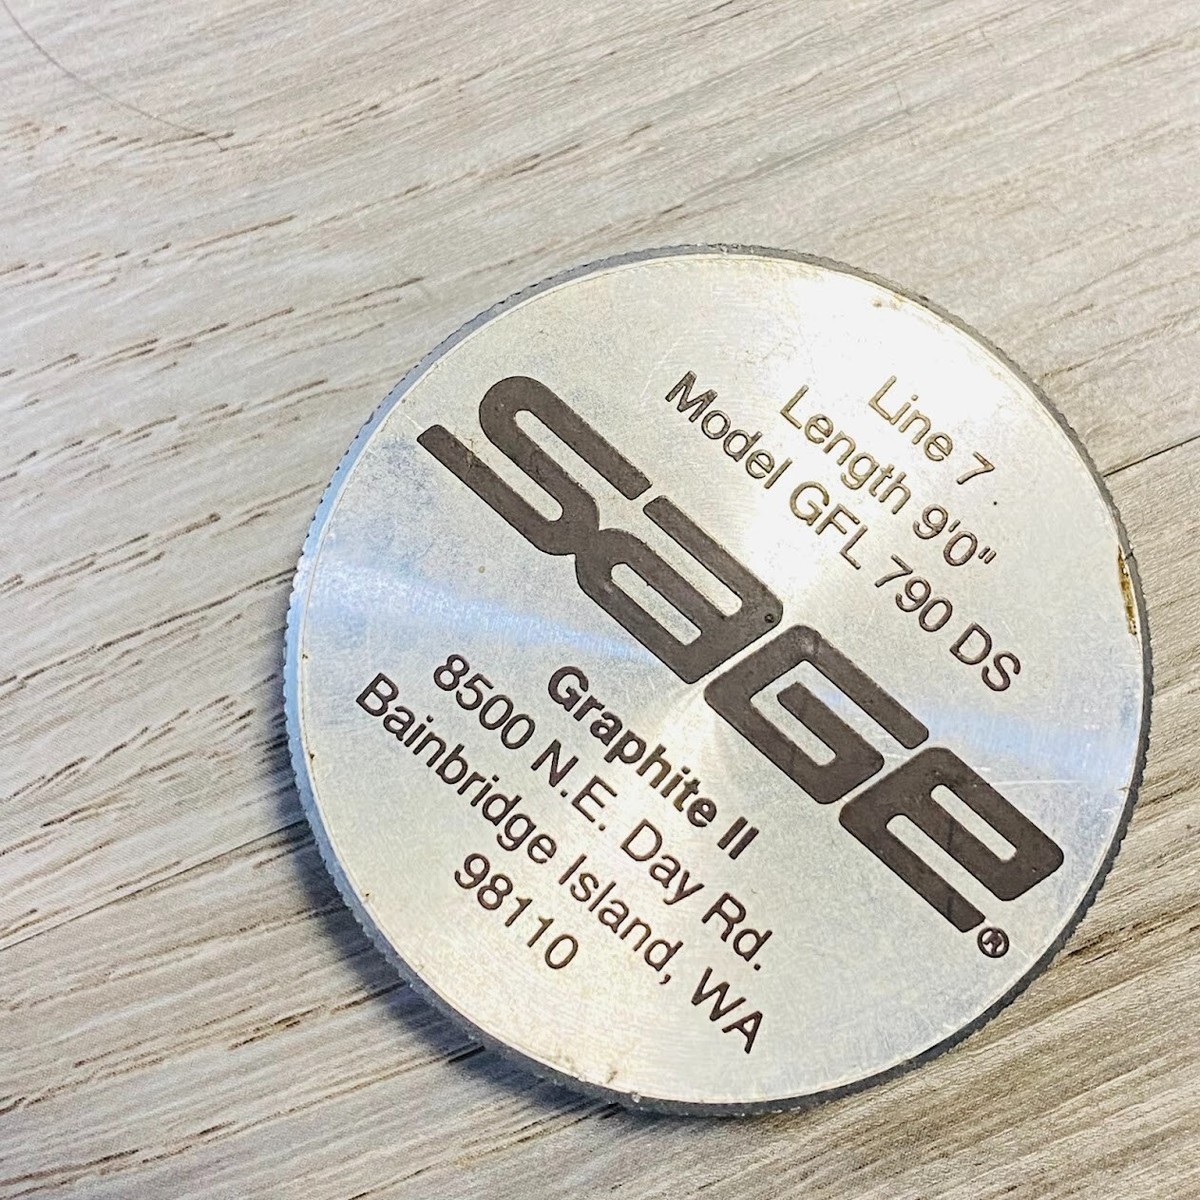 Line 7
Length 9'0"
Model GFL 790 DS
SAGE®
Graphite II
8500 N.E. Day Rd.
Bainbridge Island, WA
98110